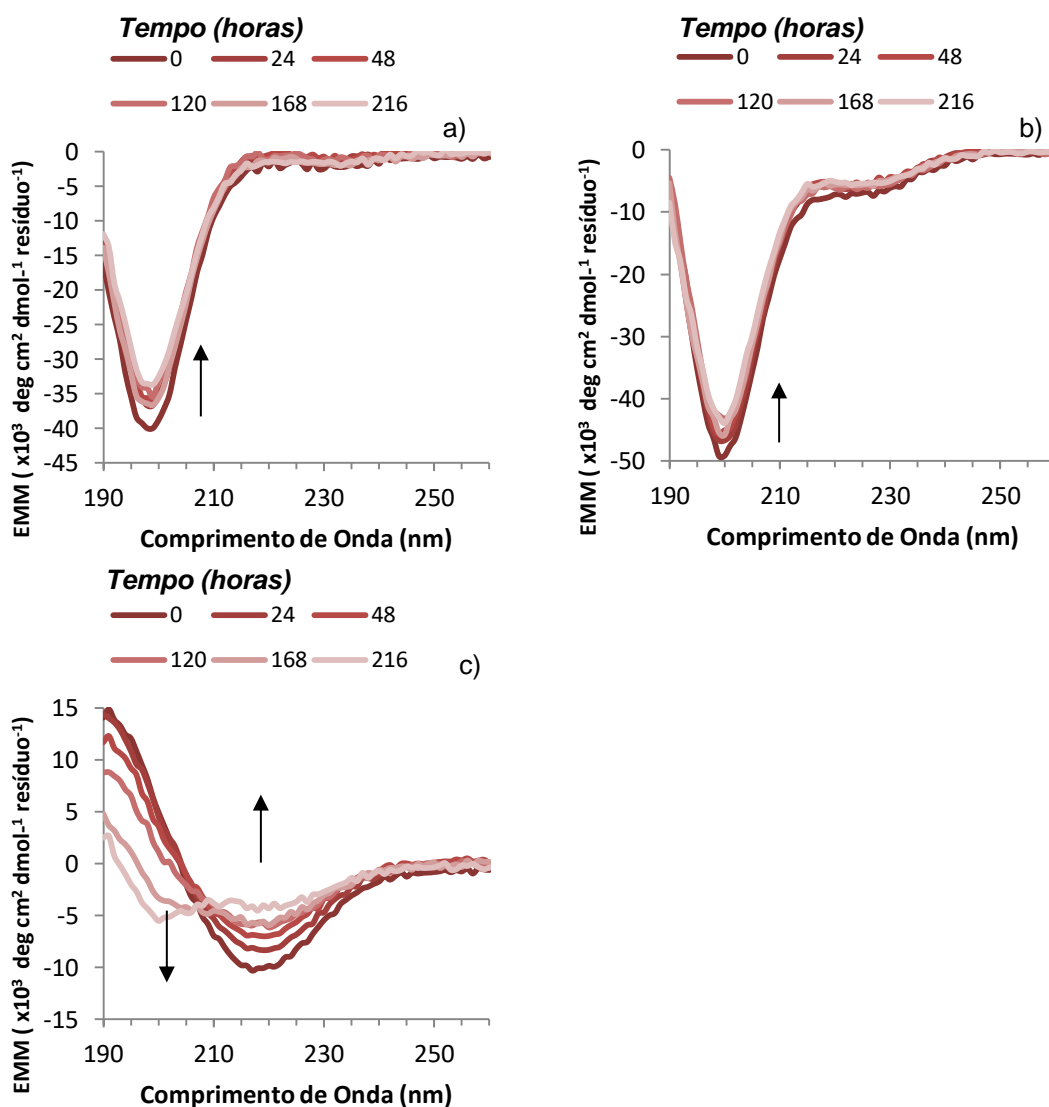 Tempo (horas)
0 24 48
120 168 216
a)
0
-5
-10
-15
-20
-25
-30
-35
-40
-45
190 210 230 250
EMM ( x10³ deg cm² dmol-¹ resíduo-¹)
Comprimento de Onda (nm)
Tempo (horas)
0 24 48
120 168 216
b)
0
-10
-20
-30
-40
-50
190 210 230 250
EMM ( x10³ deg cm² dmol-¹ resíduo-¹)
Comprimento de Onda (nm)
Tempo (horas)
0 24 48
120 168 216
c)
15
10
5
0
-5
-10
-15
190 210 230 250
EMM ( x10³ deg cm² dmol-¹ resíduo-¹)
Comprimento de Onda (nm)